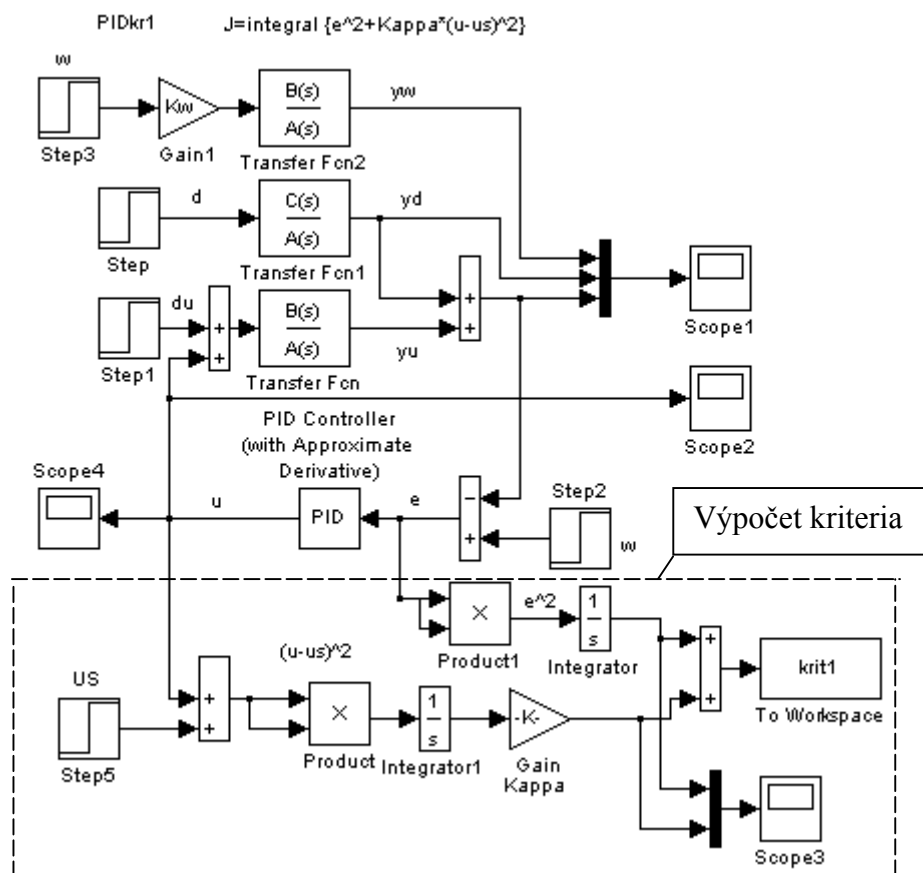 PIDkr1
J=integral {e^2+Kappa*(u-us)^2}
w
Step3
Kw
Gain1
B(s)
A(s)
Transfer Fcn2
yw
d
Step
C(s)
A(s)
Transfer Fcn1
yd
+
+
Scope1
du
Step1
+
+
B(s)
A(s)
Transfer Fcn
yu
Scope2
PID Controller
(with Approximate
Derivative)
Scope4
u
PID
e
−
+
Step2
w
Výpočet kriteria
×
Product1
e^2
1
s
Integrator
+
+
krit1
To Workspace
US
Step5
+
+
(u-us)^2
×
Product
1
s
Integrator1
-K-
Gain
Kappa
Scope3